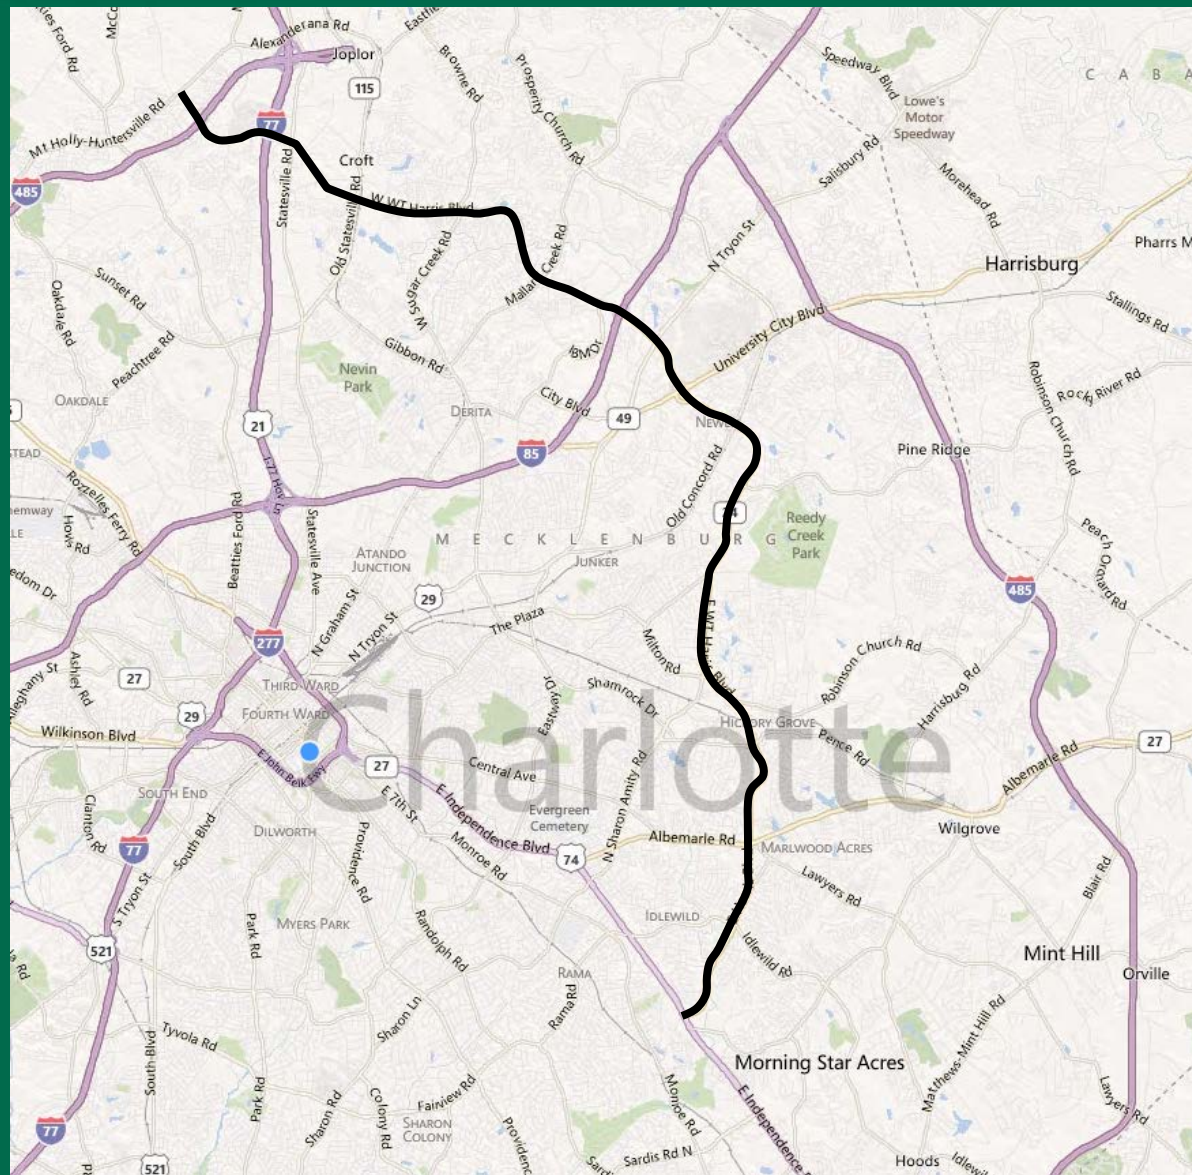 Alexanderana Rd
Joplor
Browne Rd
Prosperity Church Rd
Speedway Blvd
C A B A
115
Lowe's
Motor
Speedway
Mt Holly-Huntersville Rd
77
Croft
Statesville Rd
Salisbury Rd
Morehead Rd
485
W WT Harris Blvd
Old Statesville Rd
W Sugar Creek Rd
N Tryon St
Pharrs M
Harrisburg
Sunset Rd
Oakdale Rd
Stallings Rd
University City Blvd
Peachtree Rd
Gibbon Rd
IBM Dr
Nevin
Park
Robinson Church Rd
Rocky River Rd
OAKDALE
DERITA
City Blvd
49
21
Pine Ridge
85
I-77 Hov Ln
Old Concord Rd
Rozzelles Ferry Rd
Beatties Ford Rd
Statesville Ave
Reedy
Creek
Park
Hovis Rd
M E C K L E N B U R G
Peach Orchard Rd
ATANDO
JUNCTION
JUNKER
485
29
N Graham St
N Tryon St
The Plaza
277
Milton Rd
Robinson Church Rd
Ashley Rd
27
THIRD WARD
Eastway Dr
Shamrock Dr
Harrisburg Rd
29
FOURTH WARD
HICKORY GROVE
Wilkinson Blvd
Charlotte
Pence Rd
27
E John Belk Fwy
27
Central Ave
Albemarle Rd
SOUTH END
E 7th St
E Independence Blvd
N Sharon Amity Rd
Clanton Rd
South Blvd
DILWORTH
Evergreen
Cemetery
Wilgrove
77
Providence Rd
Monroe Rd
74
Albemarle Rd
MARLWOOD ACRES
S Tryon St
Lawyers Rd
Blair Rd
Park Rd
MYERS PARK
Randolph Rd
IDLEWILD
521
Idlewild Rd
Mint Hill
RAMA
Orville
Rama Rd
Sharon Ln
Tyvola Rd
Matthews-Mint Hill Rd
South Blvd
Morning Star Acres
Park Rd
Sharon Rd
Colony Rd
Fairview Rd
Monroe Rd
E Independence
Lawyers Rd
77
SHARON
COLONY
521
Sardis Rd N
Hoods